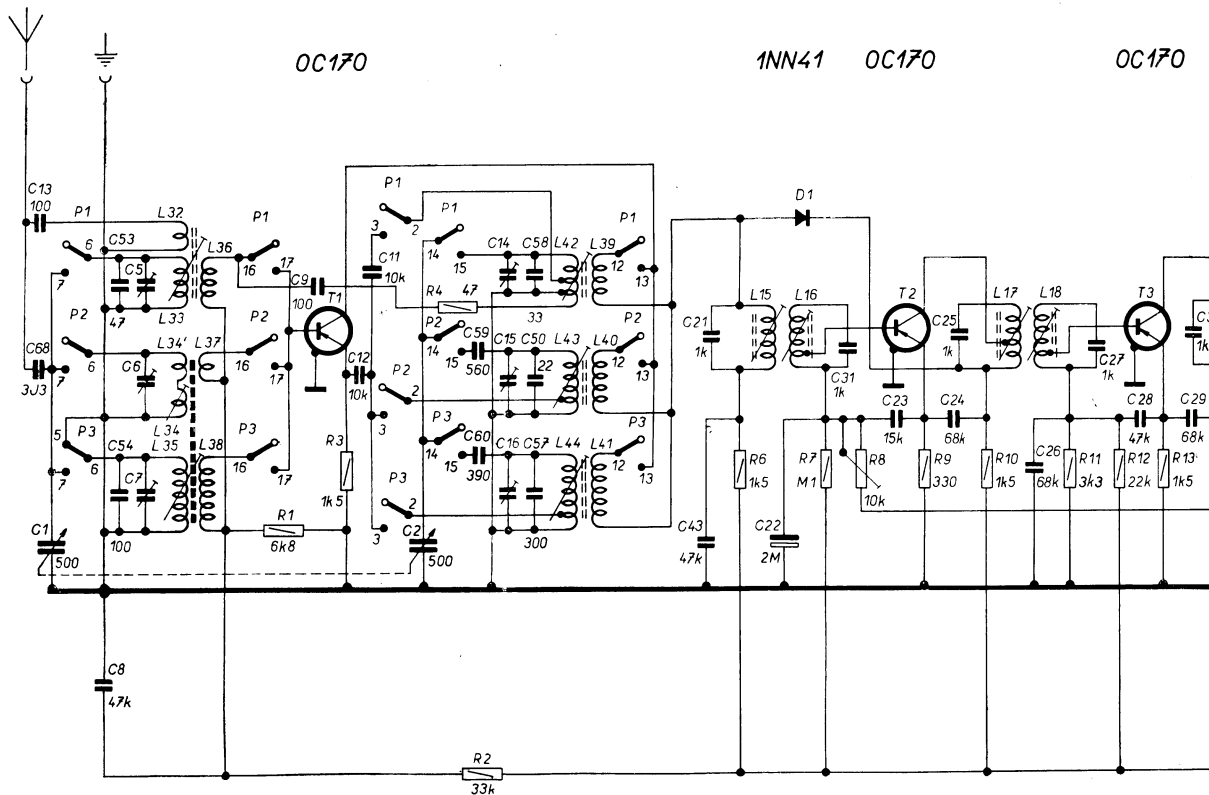 OC170
1NN41
OC170
OC170
C13
100
P1
L32
C53
6
C5
L36
P1
16
17
7
47
L33
C9
100
T1
P1
3
2
C11
10k
P1
14
15
C14
C58
L42
L39
P1
12
13
R4
47
33
D1
C21
1k
L15
L16
C31
1k
T2
C25
1k
L17
L18
C27
1k
T3
C3
1k
C68
3J3
P2
6
7
L34'
C6
L37
P2
16
17
C12
10k
3
P2
2
P2
14
15
C59
560
C15
C50
22
L43
L40
P2
12
13
5
P3
6
7
C54
L34
L35
C7
L38
P3
16
17
100
R3
1k5
P3
2
3
P3
14
15
C60
390
C16
C57
L44
L41
P3
12
13
300
C1
500
R1
6k8
C2
500
C43
47k
R6
1k5
C22
2M
R7
M1
R8
10k
C23
15k
R9
330
C24
68k
R10
1k5
C26
68k
R11
3k3
C28
47k
R12
22k
R13
1k5
C29
68k
C8
47k
R2
33k